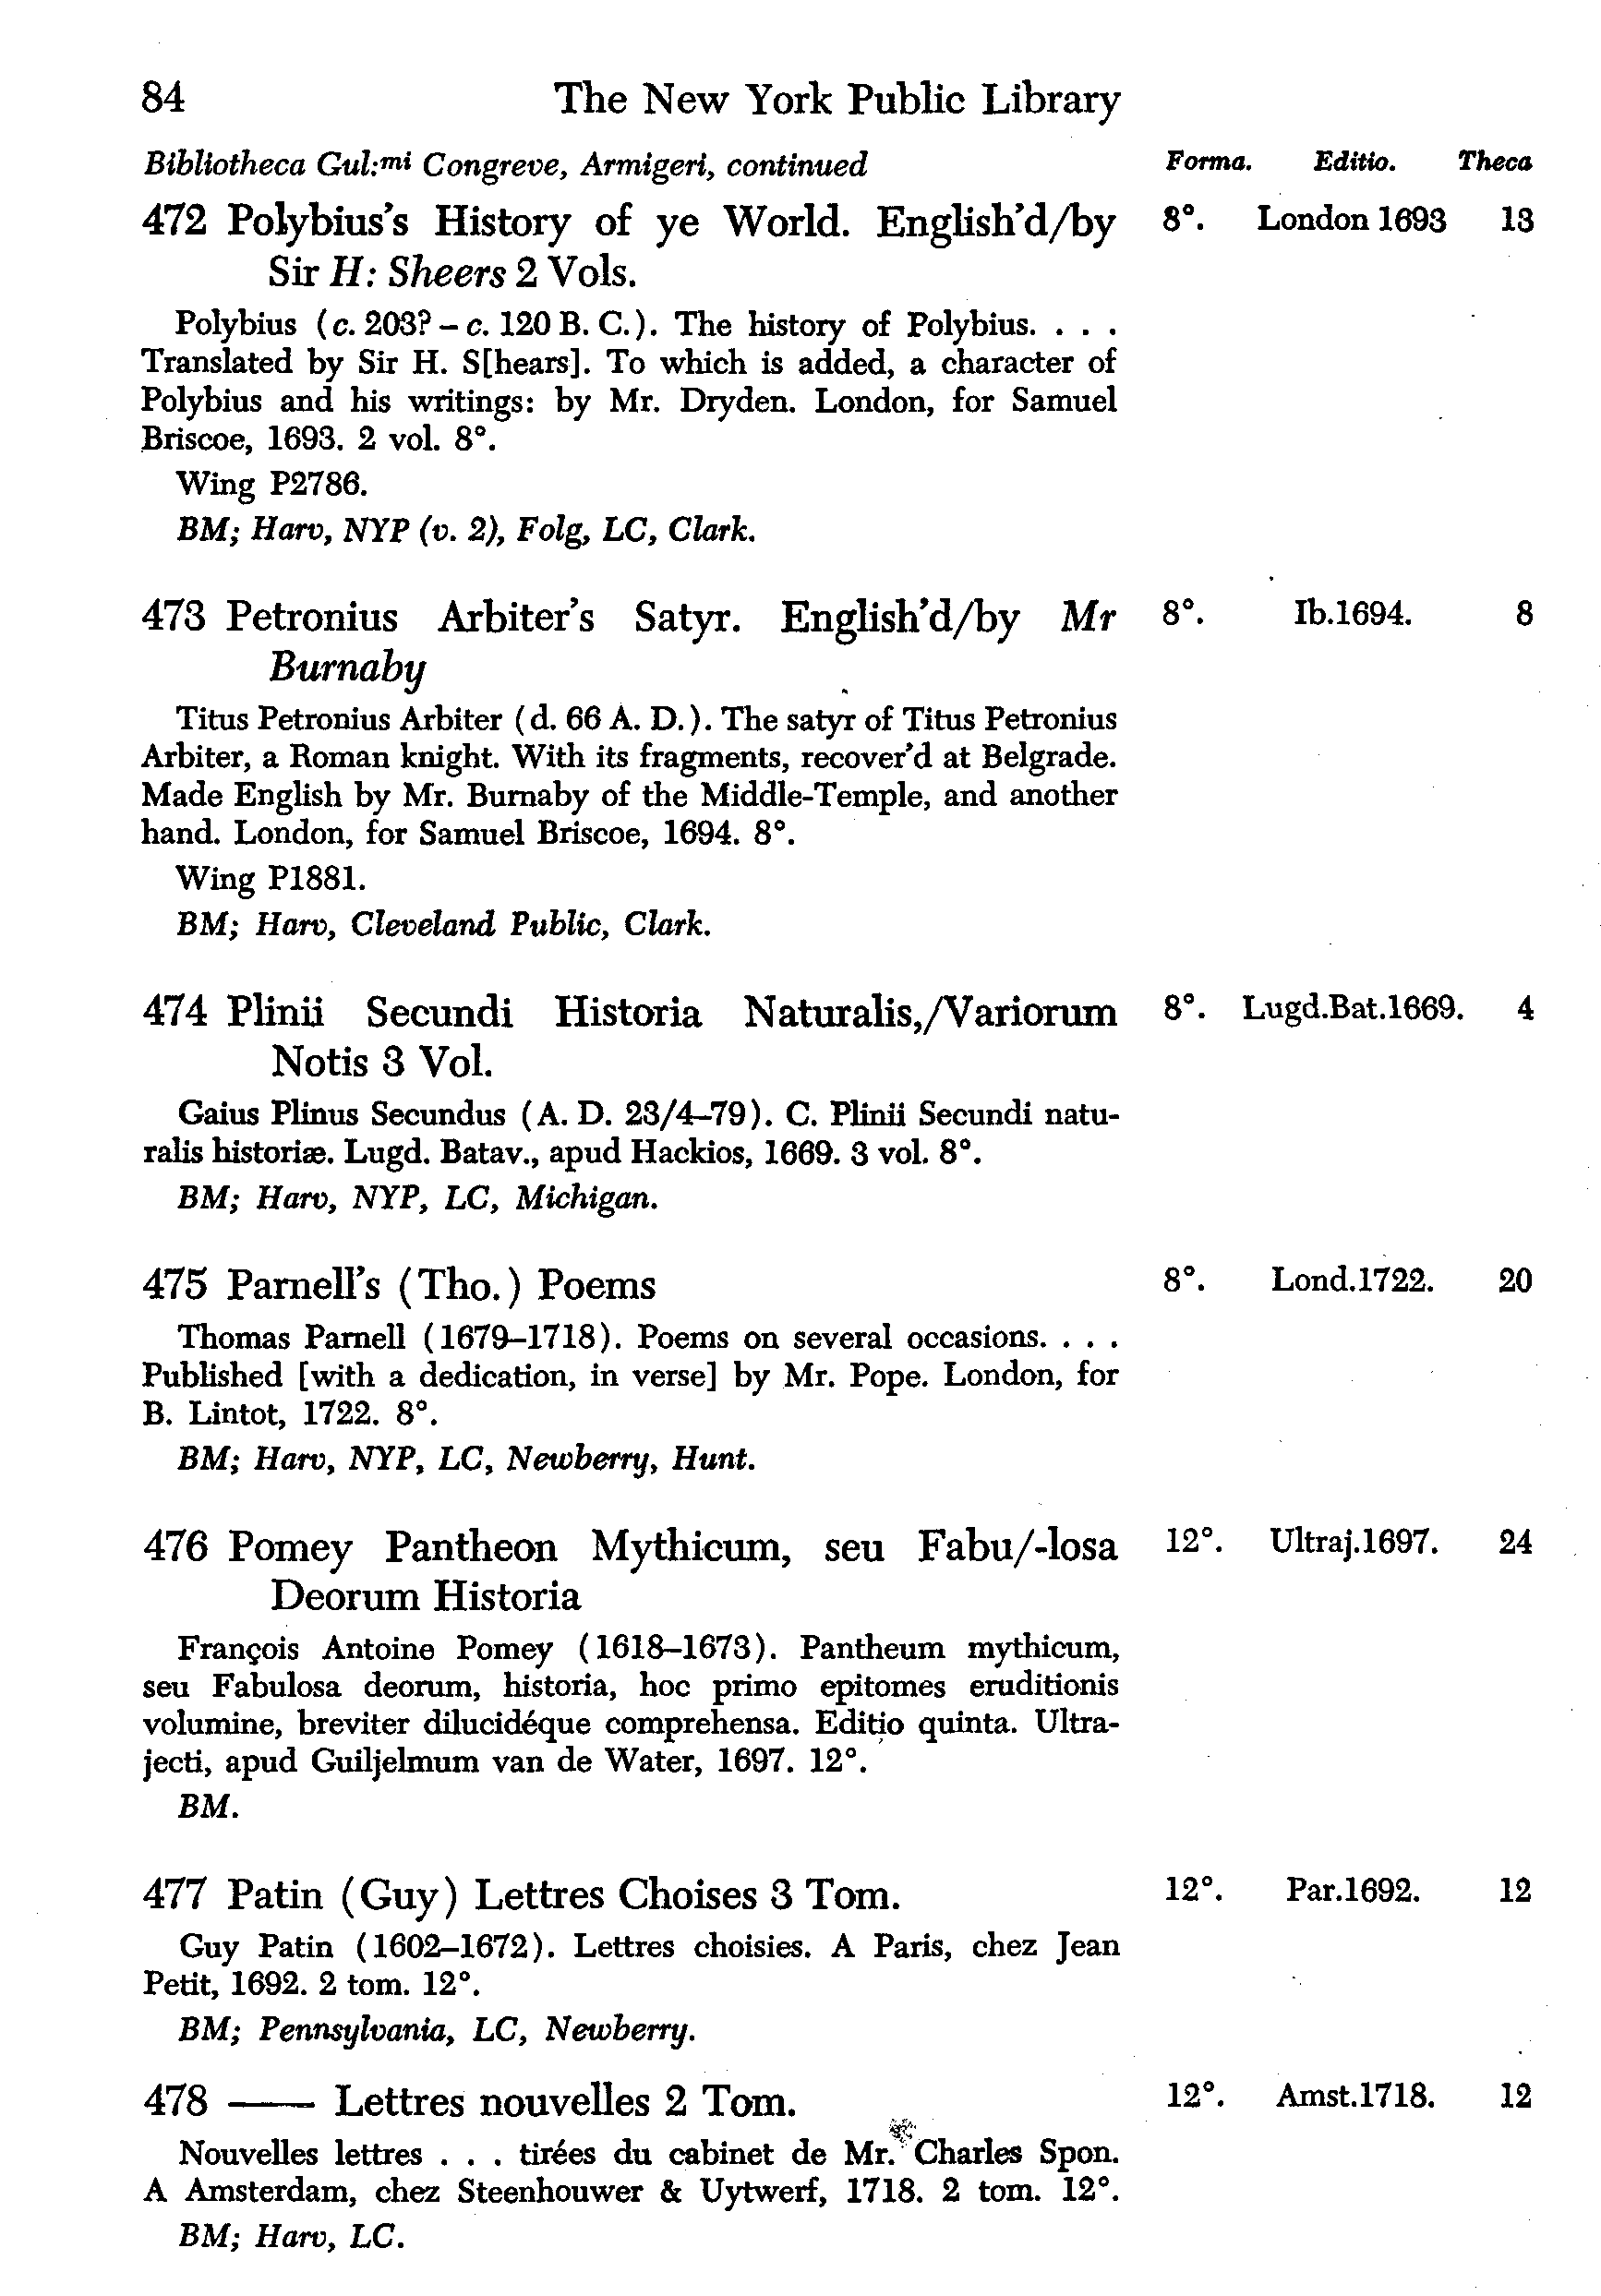 84 The New York Public Library
Bibliotheca Gul:mi Congreve, Armigeri, continued Forma. Editio. Theca
472 Polybius's History of ye World. English'd/by 8°. London 1693 13
Sir H: Sheers 2 Vols.
Polybius (c. 203? – c. 120 B. C.). The history of Polybius. . . .
Translated by Sir H. S[hears]. To which is added, a character of
Polybius and his writings: by Mr. Dryden. London, for Samuel
Briscoe, 1693. 2 vol. 8°.
Wing P2786.
BM; Harv, NYP (v. 2), Folg, LC, Clark.
473 Petronius Arbiter's Satyr. English'd/by Mr 8°. Ib.1694. 8
Burnaby
Titus Petronius Arbiter (d. 66 A. D.). The satyr of Titus Petronius
Arbiter, a Roman knight. With its fragments, recover'd at Belgrade.
Made English by Mr. Burnaby of the Middle-Temple, and another
hand. London, for Samuel Briscoe, 1694. 8°.
Wing P1881.
BM; Harv, Cleveland Public, Clark.
474 Plinii Secundi Historia Naturalis,/Variorum 8°. Lugd.Bat.1669. 4
Notis 3 Vol.
Gaius Plinus Secundus (A. D. 23/4–79). C. Plinii Secundi natu-
ralis historiæ. Lugd. Batav., apud Hackios, 1669. 3 vol. 8°.
BM; Harv, NYP, LC, Michigan.
475 Parnell's (Tho.) Poems 8°. Lond.1722. 20
Thomas Parnell (1679–1718). Poems on several occasions. . . .
Published [with a dedication, in verse] by Mr. Pope. London, for
B. Lintot, 1722. 8°.
BM; Harv, NYP, LC, Newberry, Hunt.
476 Pomey Pantheon Mythicum, seu Fabu/-losa 12°. Ultraj.1697. 24
Deorum Historia
François Antoine Pomey (1618–1673). Pantheum mythicum,
seu Fabulosa deorum, historia, hoc primo epitomes eruditionis
volumine, breviter dilucidéque comprehensa. Editio quinta. Ultra-
jecti, apud Guiljelmum van de Water, 1697. 12°.
BM.
477 Patin (Guy) Lettres Choises 3 Tom. 12°. Par.1692. 12
Guy Patin (1602–1672). Lettres choisies. A Paris, chez Jean
Petit, 1692. 2 tom. 12°.
BM; Pennsylvania, LC, Newberry.
478 —— Lettres nouvelles 2 Tom. 12°. Amst.1718. 12
Nouvelles lettres . . . tirées du cabinet de Mr. Charles Spon.
A Amsterdam, chez Steenhouwer & Uytwerf, 1718. 2 tom. 12°.
BM; Harv, LC.